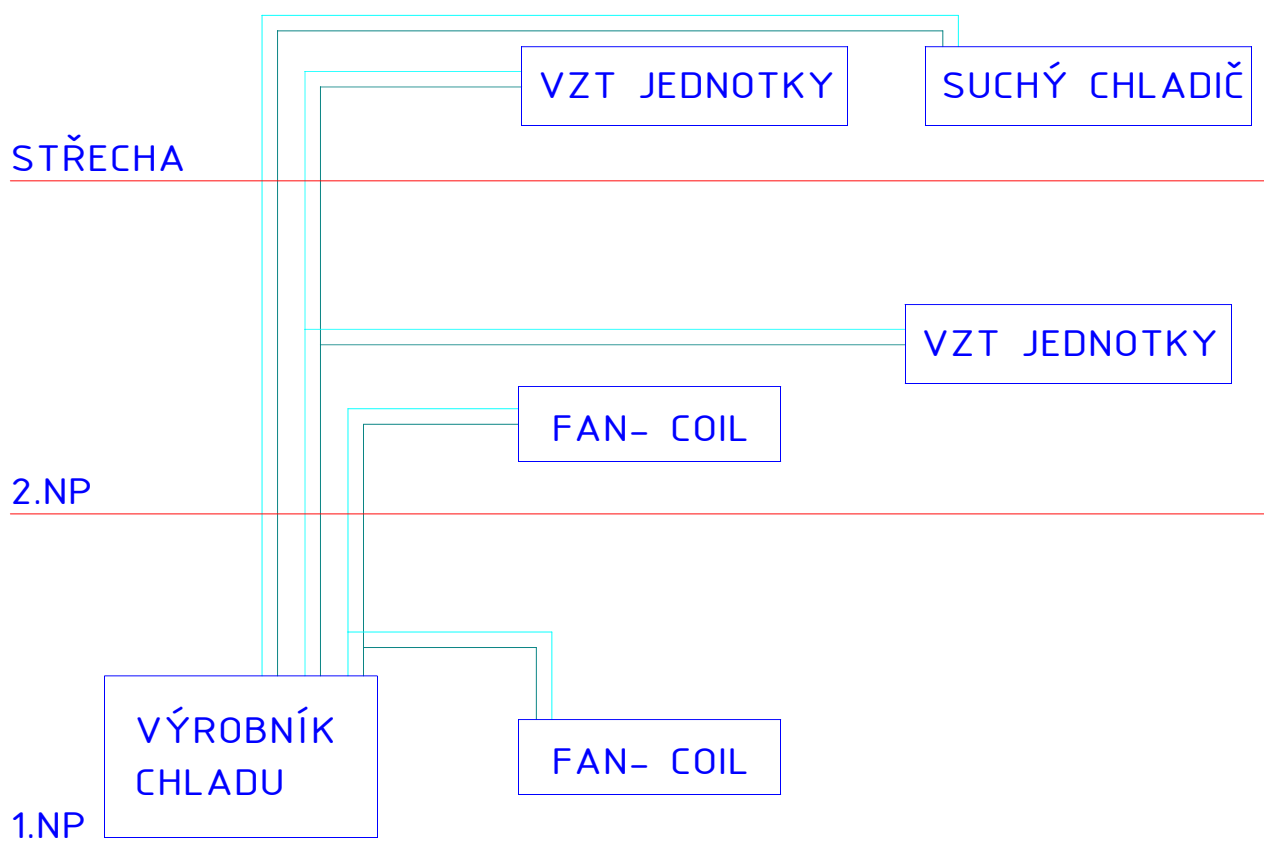 VZT JEDNOTKY
SUCHÝ CHLADIČ
STŘECHA
VZT JEDNOTKY
FAN- COIL
2.NP
VÝROBNÍK
CHLADU
FAN- COIL
1.NP